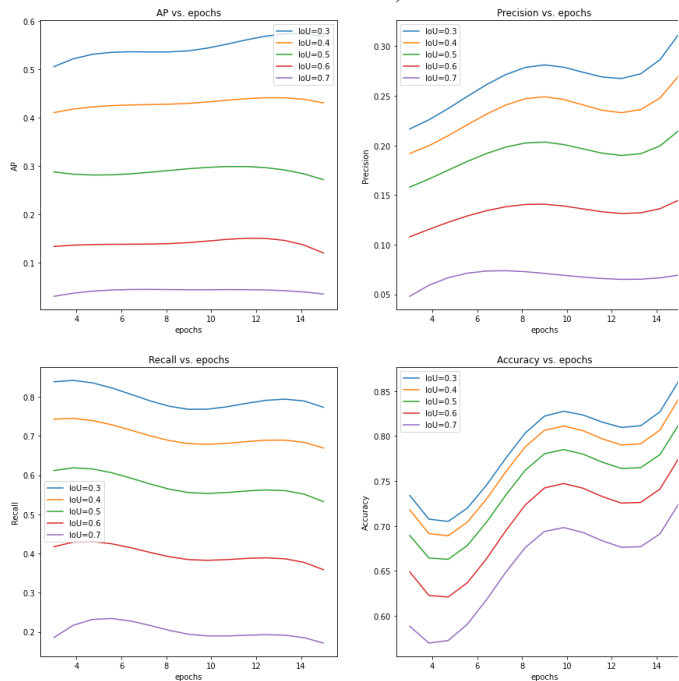 AP vs. epochs
0.6
0.5
0.4
0.3
0.2
0.1
AP
4
6
8
10
12
14
epochs
IoU=0.3
IoU=0.4
IoU=0.5
IoU=0.6
IoU=0.7
Precision vs. epochs
0.30
0.25
0.20
0.15
0.10
0.05
Precision
4
6
8
10
12
14
epochs
IoU=0.3
IoU=0.4
IoU=0.5
IoU=0.6
IoU=0.7
Recall vs. epochs
0.8
0.7
0.6
0.5
0.4
0.3
0.2
Recall
4
6
8
10
12
14
epochs
IoU=0.3
IoU=0.4
IoU=0.5
IoU=0.6
IoU=0.7
Accuracy vs. epochs
0.85
0.80
0.75
0.70
0.65
0.60
Accuracy
4
6
8
10
12
14
epochs
IoU=0.3
IoU=0.4
IoU=0.5
IoU=0.6
IoU=0.7